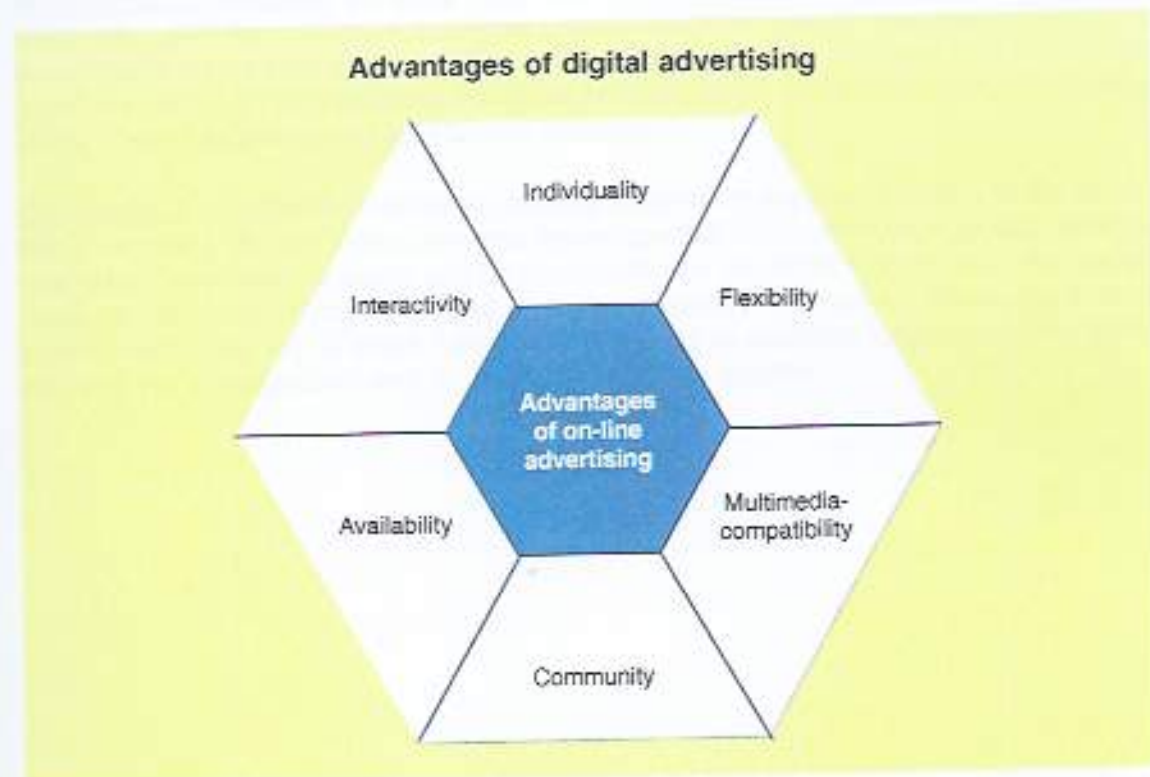 Advantages of digital advertising
Individuality
Interactivity
Flexibility
Advantages
of on-line
advertising
Availability
Multimedia-
compatibility
Community